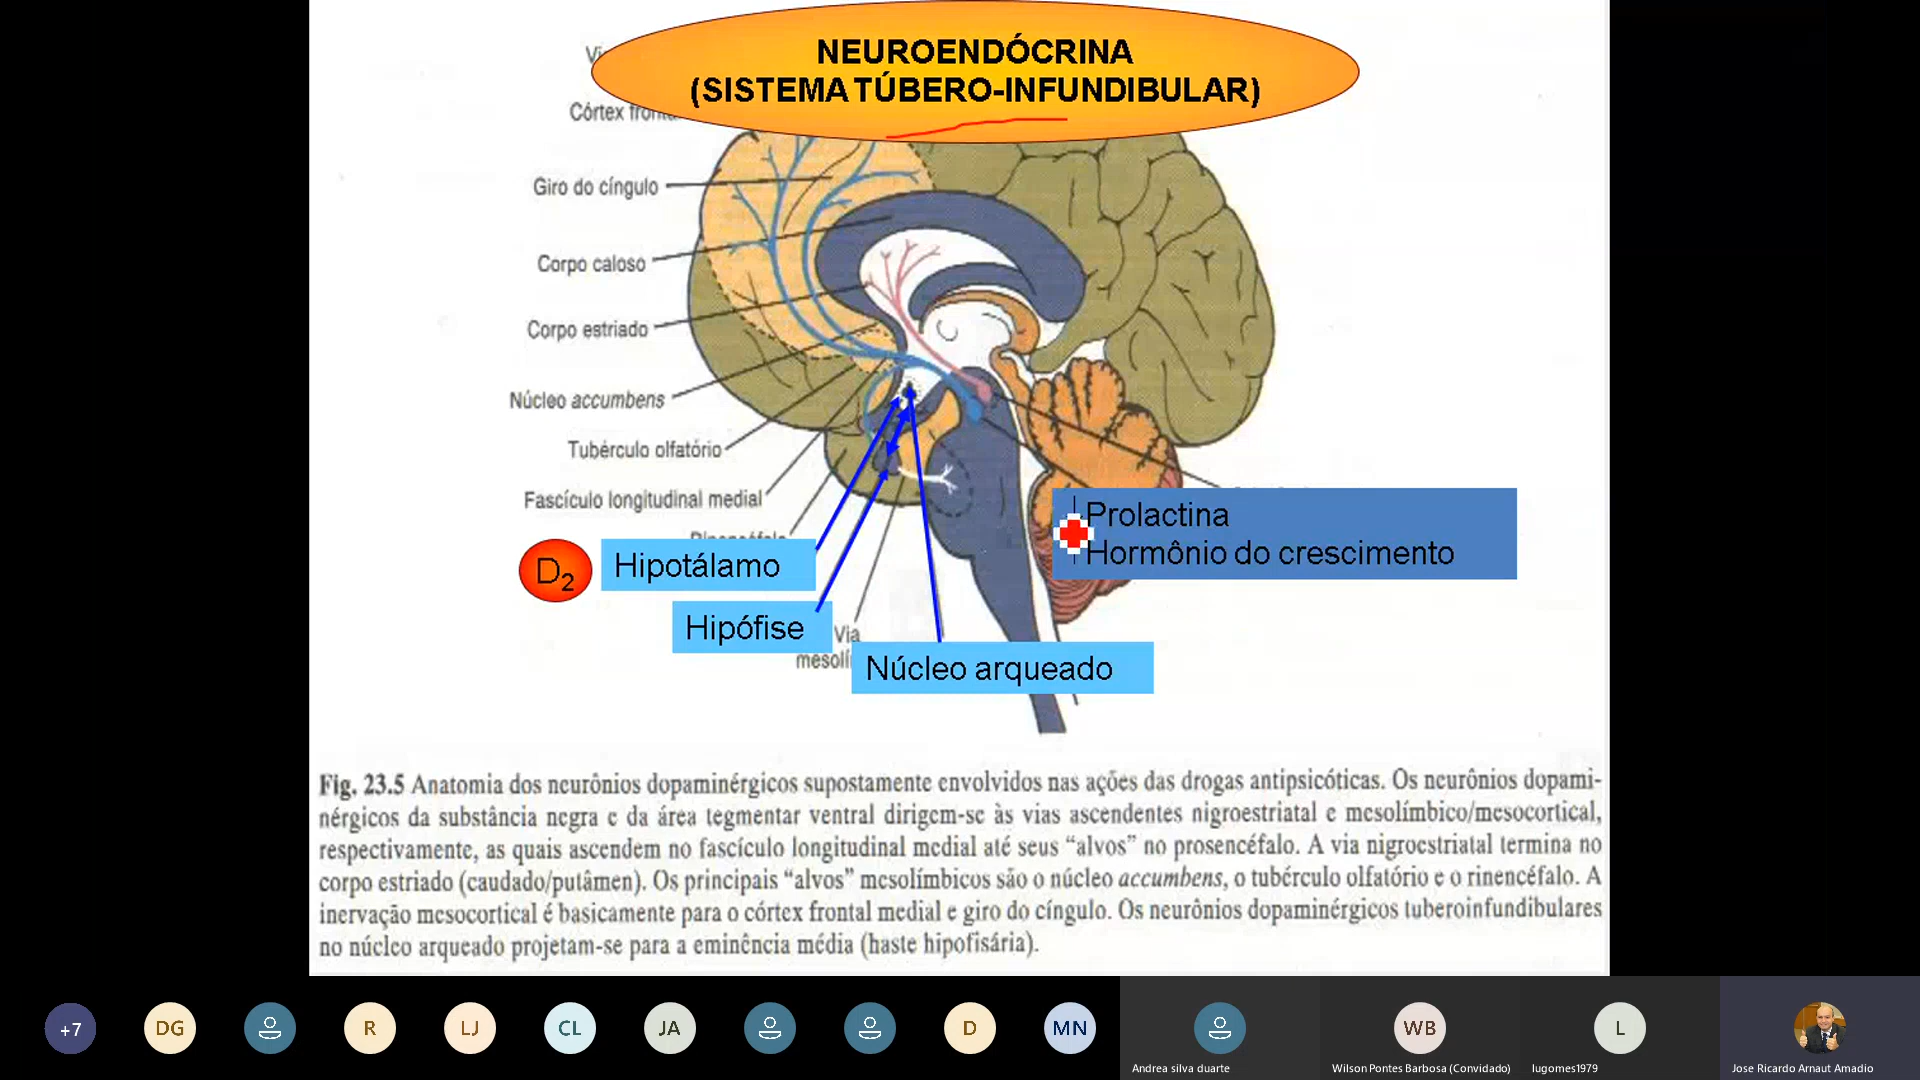 NEUROENDÓCRINA
(SISTEMA TÚBERO-INFUNDIBULAR)
Córtex
Giro do cíngulo
Corpo caloso
Corpo estriado
Núcleo accumbens
Tubérculo olfatório
Fascículo longitudinal medial
D2
Hipotálamo
Hipófise
Via
Núcleo arqueado
Prolactina
Hormônio do crescimento
Fig. 23.5 Anatomia dos neurônios dopaminérgicos supostamente envolvidos nas ações das drogas antipsicóticas. Os neurônios dopami-
nérgicos da substância negra e da área tegmentar ventral dirigem-se às vias ascendentes nigroestriatal e mesolímbico/mesocortical,
respectivamente, as quais ascendem no fascículo longitudinal medial até seus “alvos” no prosencéfalo. A via nigroestriatal termina no
corpo estriado (caudado/putâmen). Os principais “alvos” mesolímbicos são o núcleo accumbens, o tubérculo olfatório e o rinencéfalo. A
inervação mesocortical é basicamente para o córtex frontal medial e giro do cíngulo. Os neurônios dopaminérgicos tuberoinfundibulares
no núcleo arqueado projetam-se para a eminência média (haste hipofisária).
+7
DG
R
LJ
CL
JA
D
MN
WB
L
Andrea silva duarte
Wilson Pontes Barbosa (Convidado)
lugomes1979
Jose Ricardo Arnaut Amadio